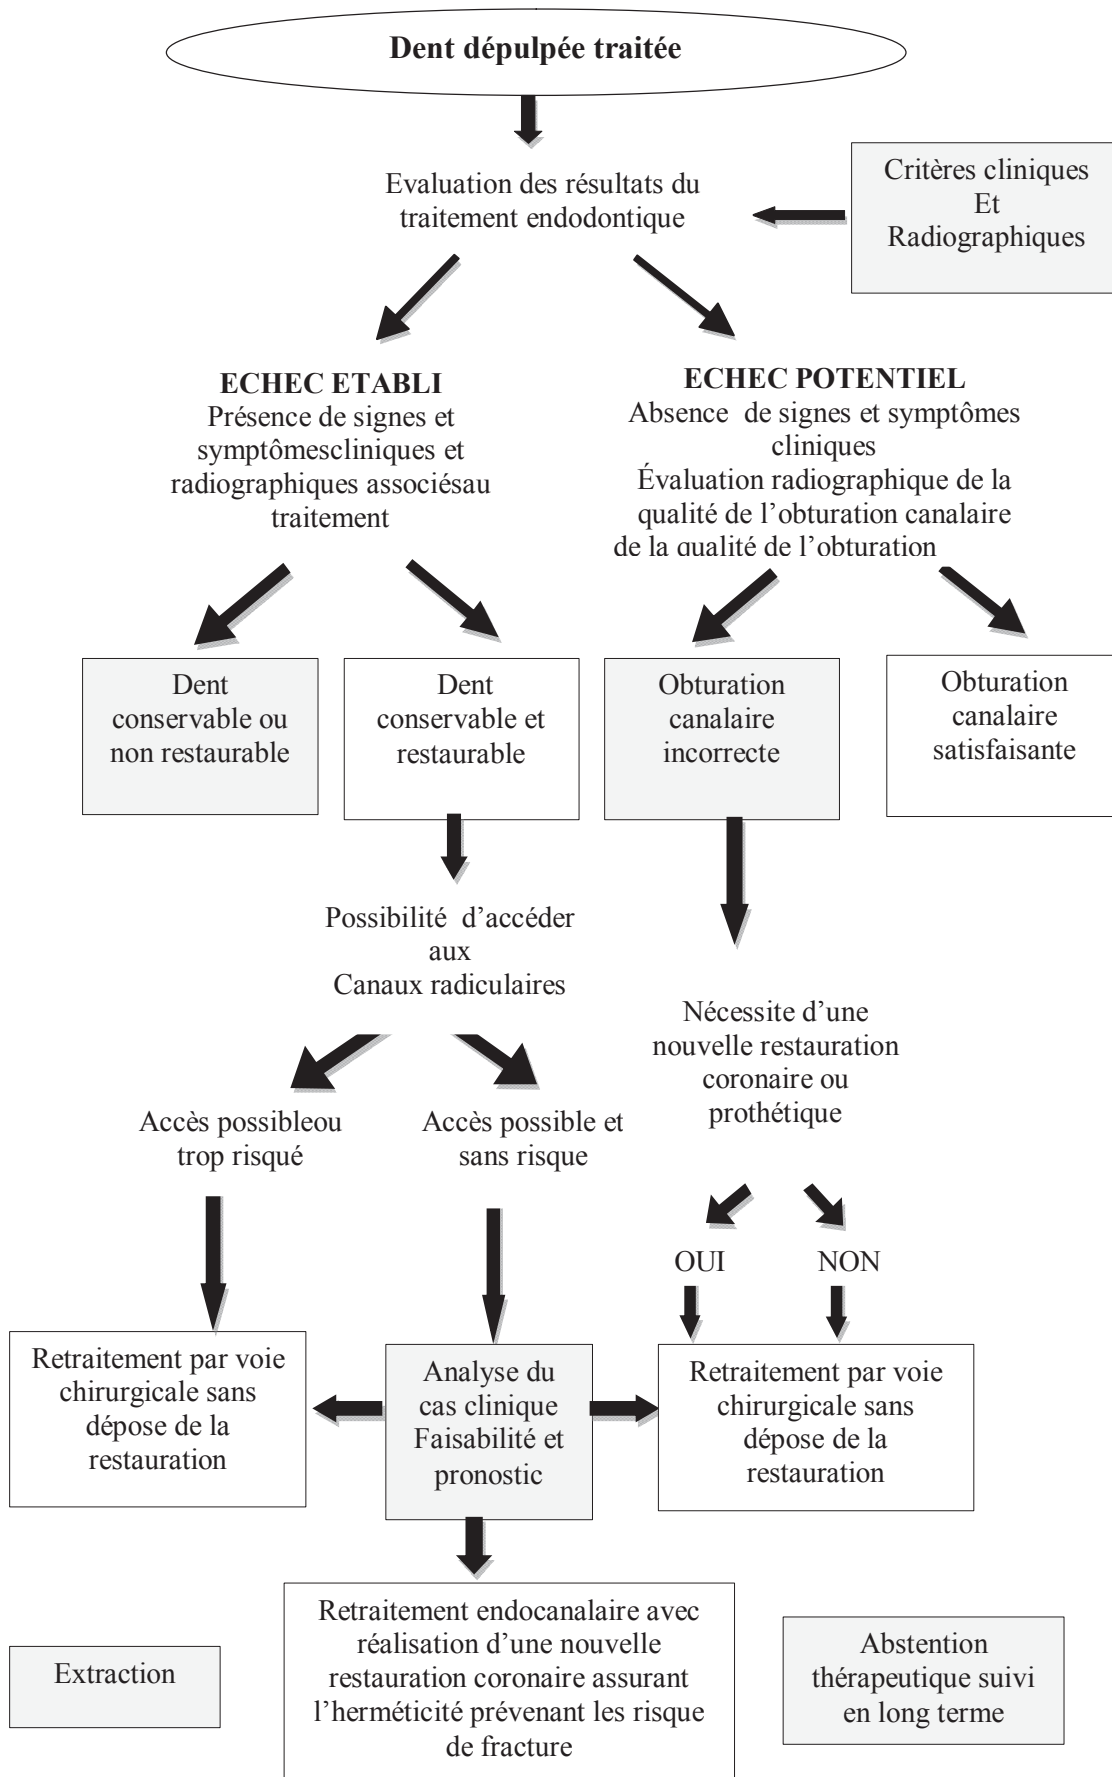 Dent dépulpée traitée
Evaluation des résultats du
traitement endodontique
Critères cliniques
Et
Radiographiques
ECHEC ETABLI
Présence de signes et
symptômescliniques et
radiographiques associésau
traitement
ECHEC POTENTIEL
Absence de signes et symptômes
cliniques
Évaluation radiographique de la
qualité de l’obturation canalaire
de la qualité de l’obturation
Dent
conservable ou
non restaurable
Dent
conservable et
restaurable
Obturation
canalaire
incorrecte
Obturation
canalaire
satisfaisante
Possibilité d’accéder
aux
Canaux radiculaires
Nécessite d’une
nouvelle restauration
coronaire ou
prothétique
Accès possibleou
trop risqué
Accès possible et
sans risque
OUI
NON
Retraitement par voie
chirurgicale sans
dépose de la
restauration
Analyse du
cas clinique
Faisabilité et
pronostic
Retraitement par voie
chirurgicale sans
dépose de la
restauration
Extraction
Retraitement endocanalaire avec
réalisation d’une nouvelle
restauration coronaire assurant
l’herméticité prévenant les risque
de fracture
Abstention
thérapeutique suivi
en long terme